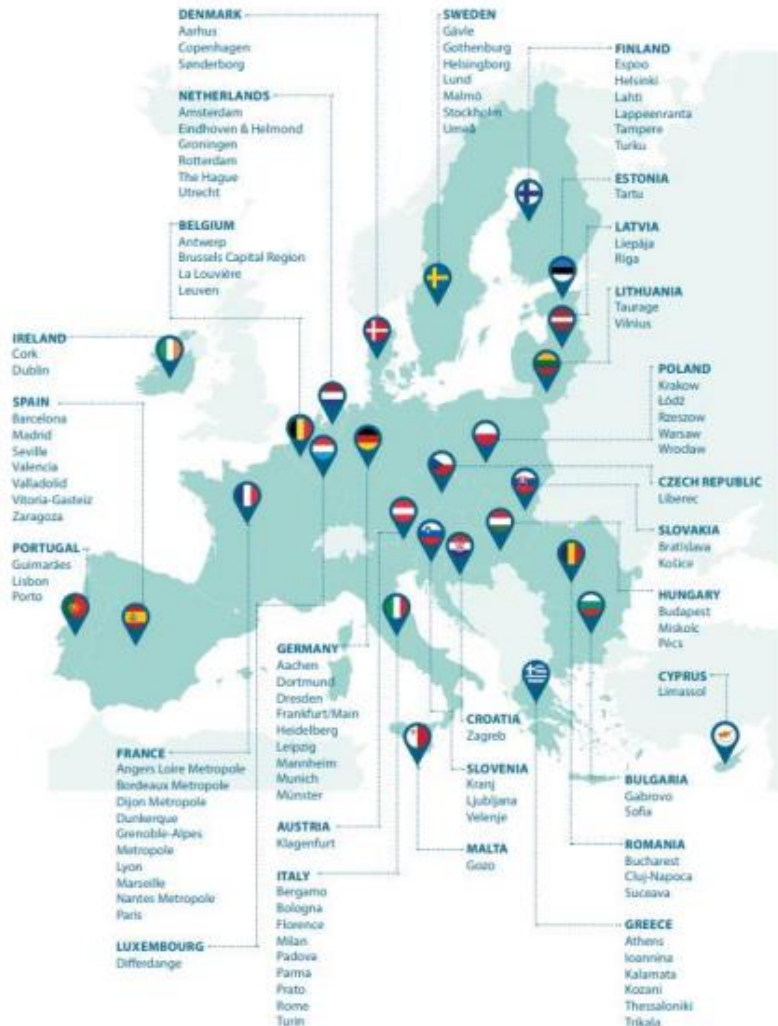 DENMARK
Aarhus
Copenhagen
Sønderborg
NETHERLANDS
Amsterdam
Eindhoven & Helmond
Groningen
Rotterdam
The Hague
Utrecht
BELGIUM
Antwerp
Brussels Capital Region
La Louvière
Leuven
IRELAND
Cork
Dublin
SPAIN
Barcelona
Madrid
Seville
Valencia
Valladolid
Vitoria-Gasteiz
Zaragoza
PORTUGAL
Guimarães
Lisbon
Porto
SWEDEN
Gävle
Gothenburg
Helsingborg
Lund
Malmö
Stockholm
Umeå
FINLAND
Espoo
Helsinki
Lahti
Lappeenranta
Tampere
Turku
ESTONIA
Tartu
LATVIA
Liepāja
Riga
LITHUANIA
Taurage
Vilnius
POLAND
Krakow
Łódź
Rzeszow
Warsaw
Wrocław
CZECH REPUBLIC
Liberec
SLOVAKIA
Bratislava
Košice
HUNGARY
Budapest
Miskolc
Pécs
CYPRUS
Limassol
FRANCE
Angers Loire Metropole
Bordeaux Metropole
Dijon Metropole
Dunkerque
Grenoble-Alpes
Metropole
Lyon
Marseille
Nantes Metropole
Paris
LUXEMBOURG
Differdange
GERMANY
Aachen
Dortmund
Dresden
Frankfurt/Main
Heidelberg
Leipzig
Mannheim
Munich
Münster
AUSTRIA
Klagenfurt
ITALY
Bergamo
Bologna
Florence
Milan
Padova
Parma
Prato
Rome
Turin
CROATIA
Zagreb
SLOVENIA
Kranj
Ljubljana
Velenje
MALTA
Gozo
BULGARIA
Gabrovo
Sofia
ROMANIA
Bucharest
Cluj-Napoca
Suceava
GREECE
Athens
Ioannina
Kalamata
Kozani
Thessaloniki
Trikala